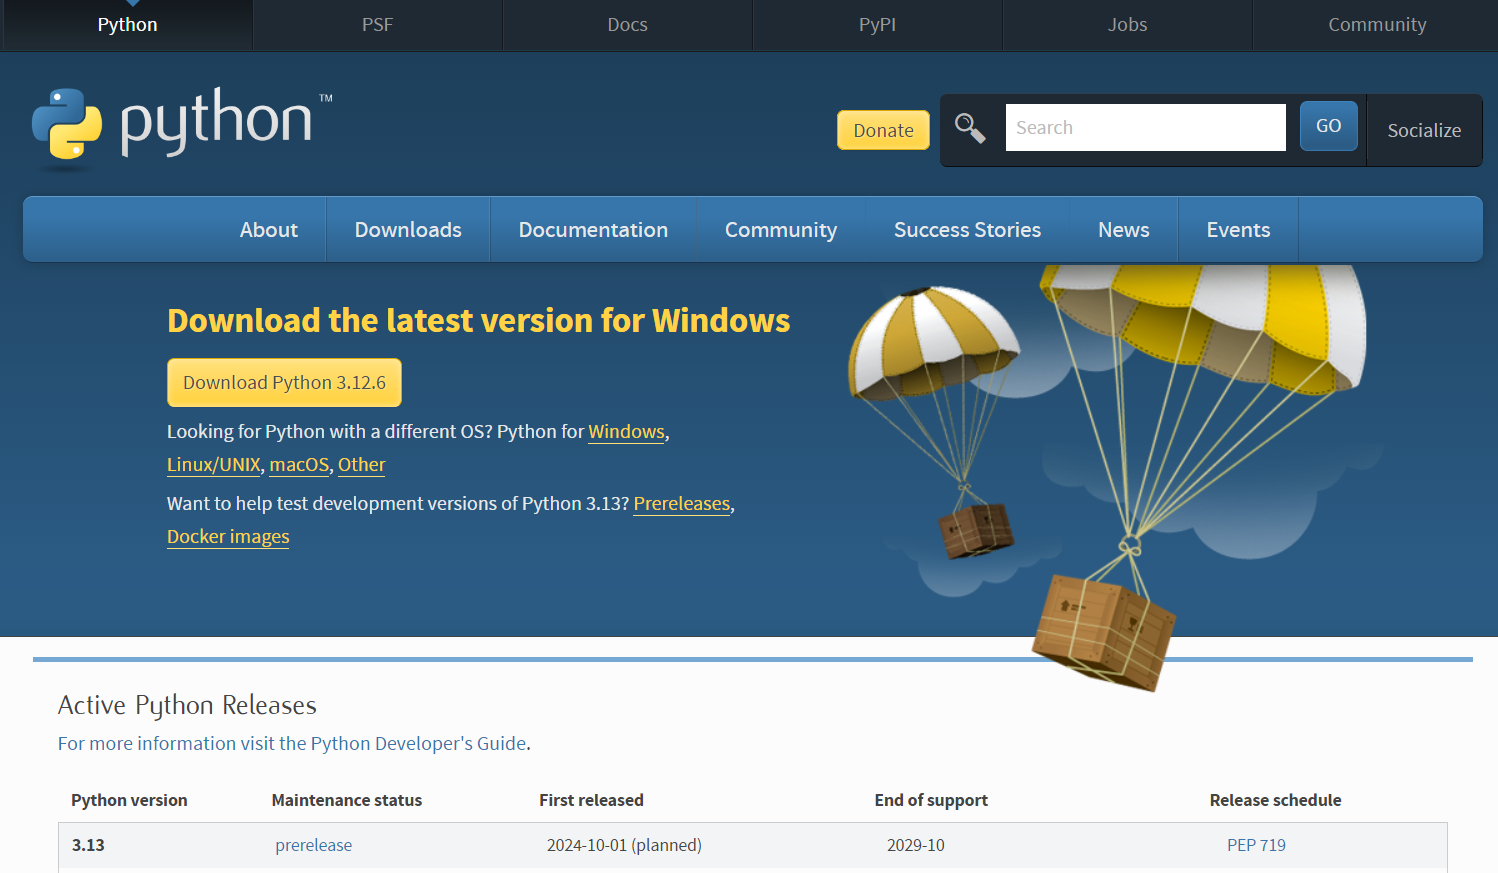 Python
PSF
Docs
PyPI
Jobs
Community
python™
Donate
Search
GO
Socialize
About
Downloads
Documentation
Community
Success Stories
News
Events
Download the latest version for Windows
Download Python 3.12.6
Looking for Python with a different OS? Python for Windows,
Linux/UNIX, macOS, Other
Want to help test development versions of Python 3.13? Prereleases,
Docker images
Active Python Releases
For more information visit the Python Developer's Guide.
Python version Maintenance status First released End of support Release schedule
3.13 prerelease 2024-10-01 (planned) 2029-10 PEP 719